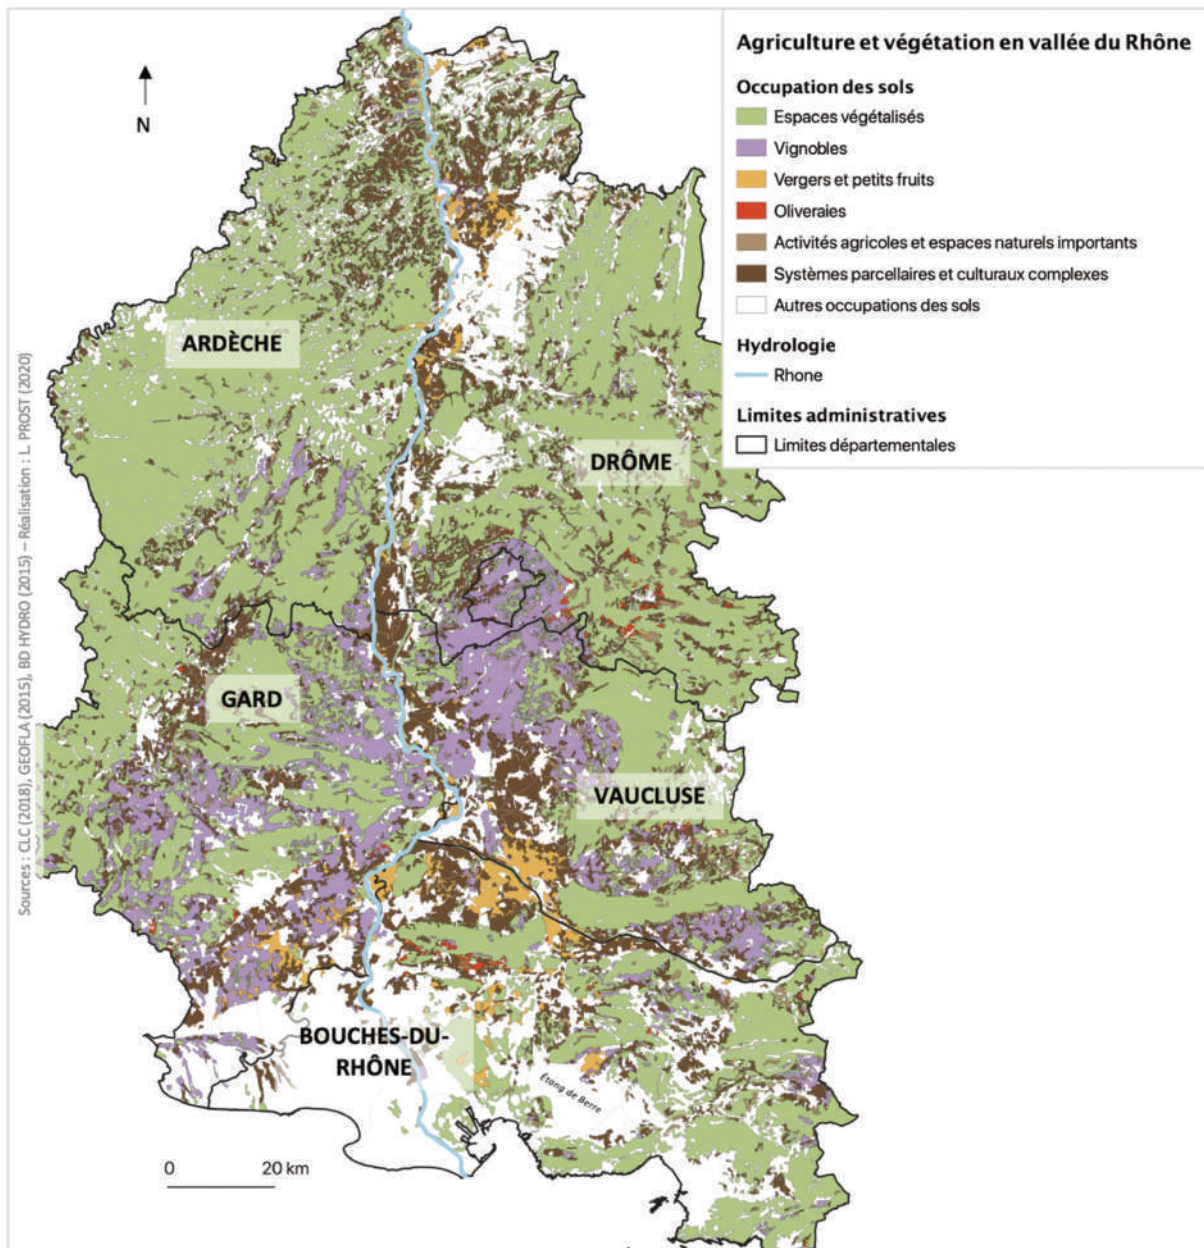 Agriculture et végétation en vallée du Rhône
Occupation des sols
Espaces végétalisés
Vignobles
Vergers et petits fruits
Oliveraies
Activités agricoles et espaces naturels importants
Systèmes parcellaires et culturaux complexes
Autres occupations des sols
Hydrologie
Rhone
Limites administratives
Limites départementales
N
ARDÈCHE
DRÔME
GARD
VAUCLUSE
BOUCHES-DU-
RHÔNE
Étang de Berre
0 20 km
Sources : CLC (2018), GEOFLA (2015), BD HYDRO (2015) – Réalisation : L. PROST (2020)